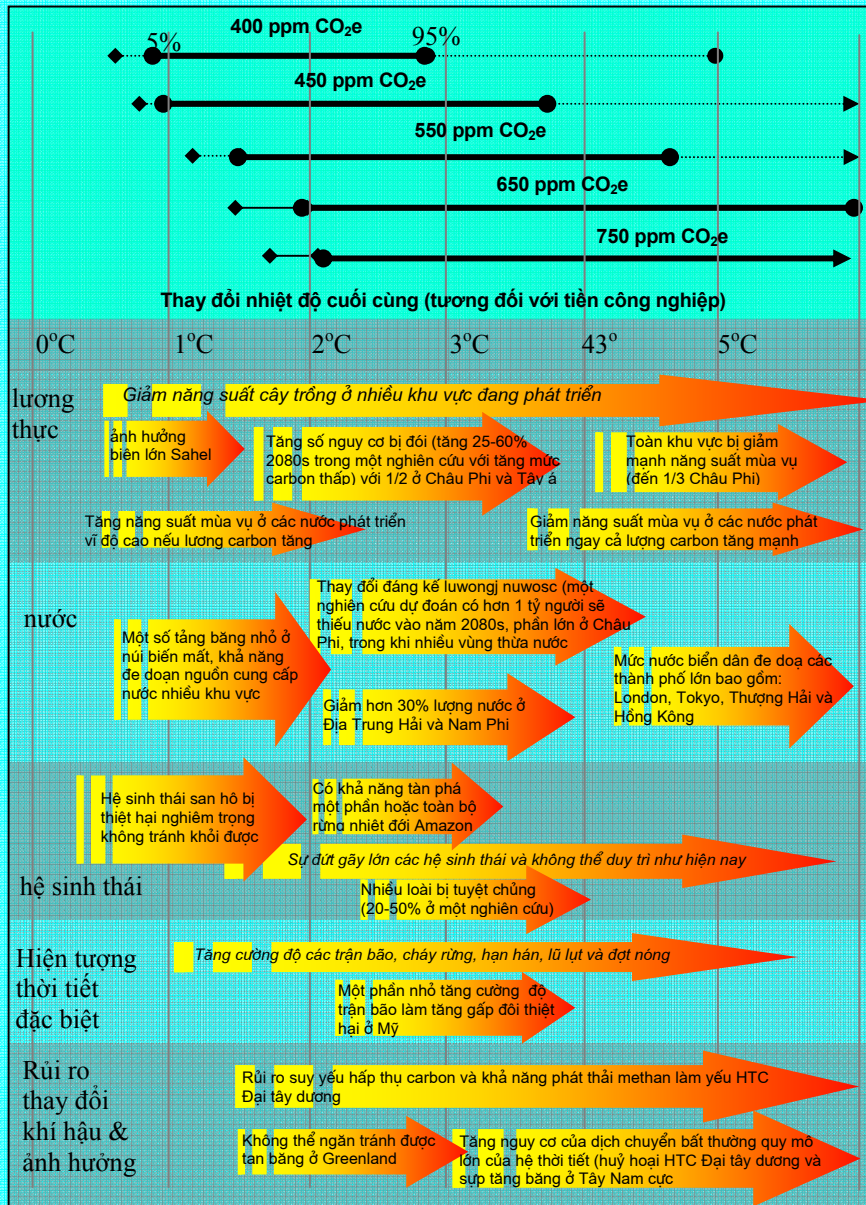 400 ppm CO₂e
5%
95%
450 ppm CO₂e
550 ppm CO₂e
650 ppm CO₂e
750 ppm CO₂e
Thay đổi nhiệt độ cuối cùng (tương đối với tiền công nghiệp)
0°C 1°C 2°C 3°C 43° 5°C
lương
thực
Giảm năng suất cây trồng ở nhiều khu vực đang phát triển
ảnh hưởng
biên lớn Sahel
Tăng số nguy cơ bị đói (tăng 25-60%
2080s trong một nghiên cứu với tăng mức
carbon thấp) với 1/2 ở Châu Phi và Tây á
Toàn khu vực bị giảm
mạnh năng suất mùa vụ
(đến 1/3 Châu Phi)
Tăng năng suất mùa vụ ở các nước phát triển
vĩ độ cao nếu lương carbon tăng
Giảm năng suất mùa vụ ở các nước phát
triển ngay cả lượng carbon tăng mạnh
nước
Thay đổi đáng kể luwongj nuwosc (một
nghiên cứu dự đoán có hơn 1 tỷ người sẽ
thiếu nước vào năm 2080s, phần lớn ở Châu
Phi, trong khi nhiều vùng thừa nước
Một số tảng băng nhỏ ở
núi biến mất, khả năng
đe doạn nguồn cung cấp
nước nhiều khu vực
Giảm hơn 30% lượng nước ở
Địa Trung Hải và Nam Phi
Mức nước biển dân đe doạ các
thành phố lớn bao gồm:
London, Tokyo, Thượng Hải và
Hồng Kông
hệ sinh thái
Hệ sinh thái san hô bị
thiệt hại nghiêm trọng
không tránh khỏi được
Có khả năng tàn phá
một phần hoặc toàn bộ
rừng nhiêt đới Amazon
Sự đứt gãy lớn các hệ sinh thái và không thể duy trì như hiện nay
Nhiều loài bị tuyệt chủng
(20-50% ở một nghiên cứu)
Hiện tượng
thời tiết
đặc biệt
Tăng cường độ các trận bão, cháy rừng, hạn hán, lũ lụt và đợt nóng
Một phần nhỏ tăng cường độ
trận bão làm tăng gấp đôi thiệt
hại ở Mỹ
Rủi ro
thay đổi
khí hậu &
ảnh hưởng
Rủi ro suy yếu hấp thụ carbon và khả năng phát thải methan làm yếu HTC
Đại tây dương
Không thể ngăn tránh được
tan băng ở Greenland
Tăng nguy cơ của dịch chuyển bất thường quy mô
lớn của hệ thời tiết (huỷ hoại HTC Đại tây dương và
sụp tăng băng ở Tây Nam cực